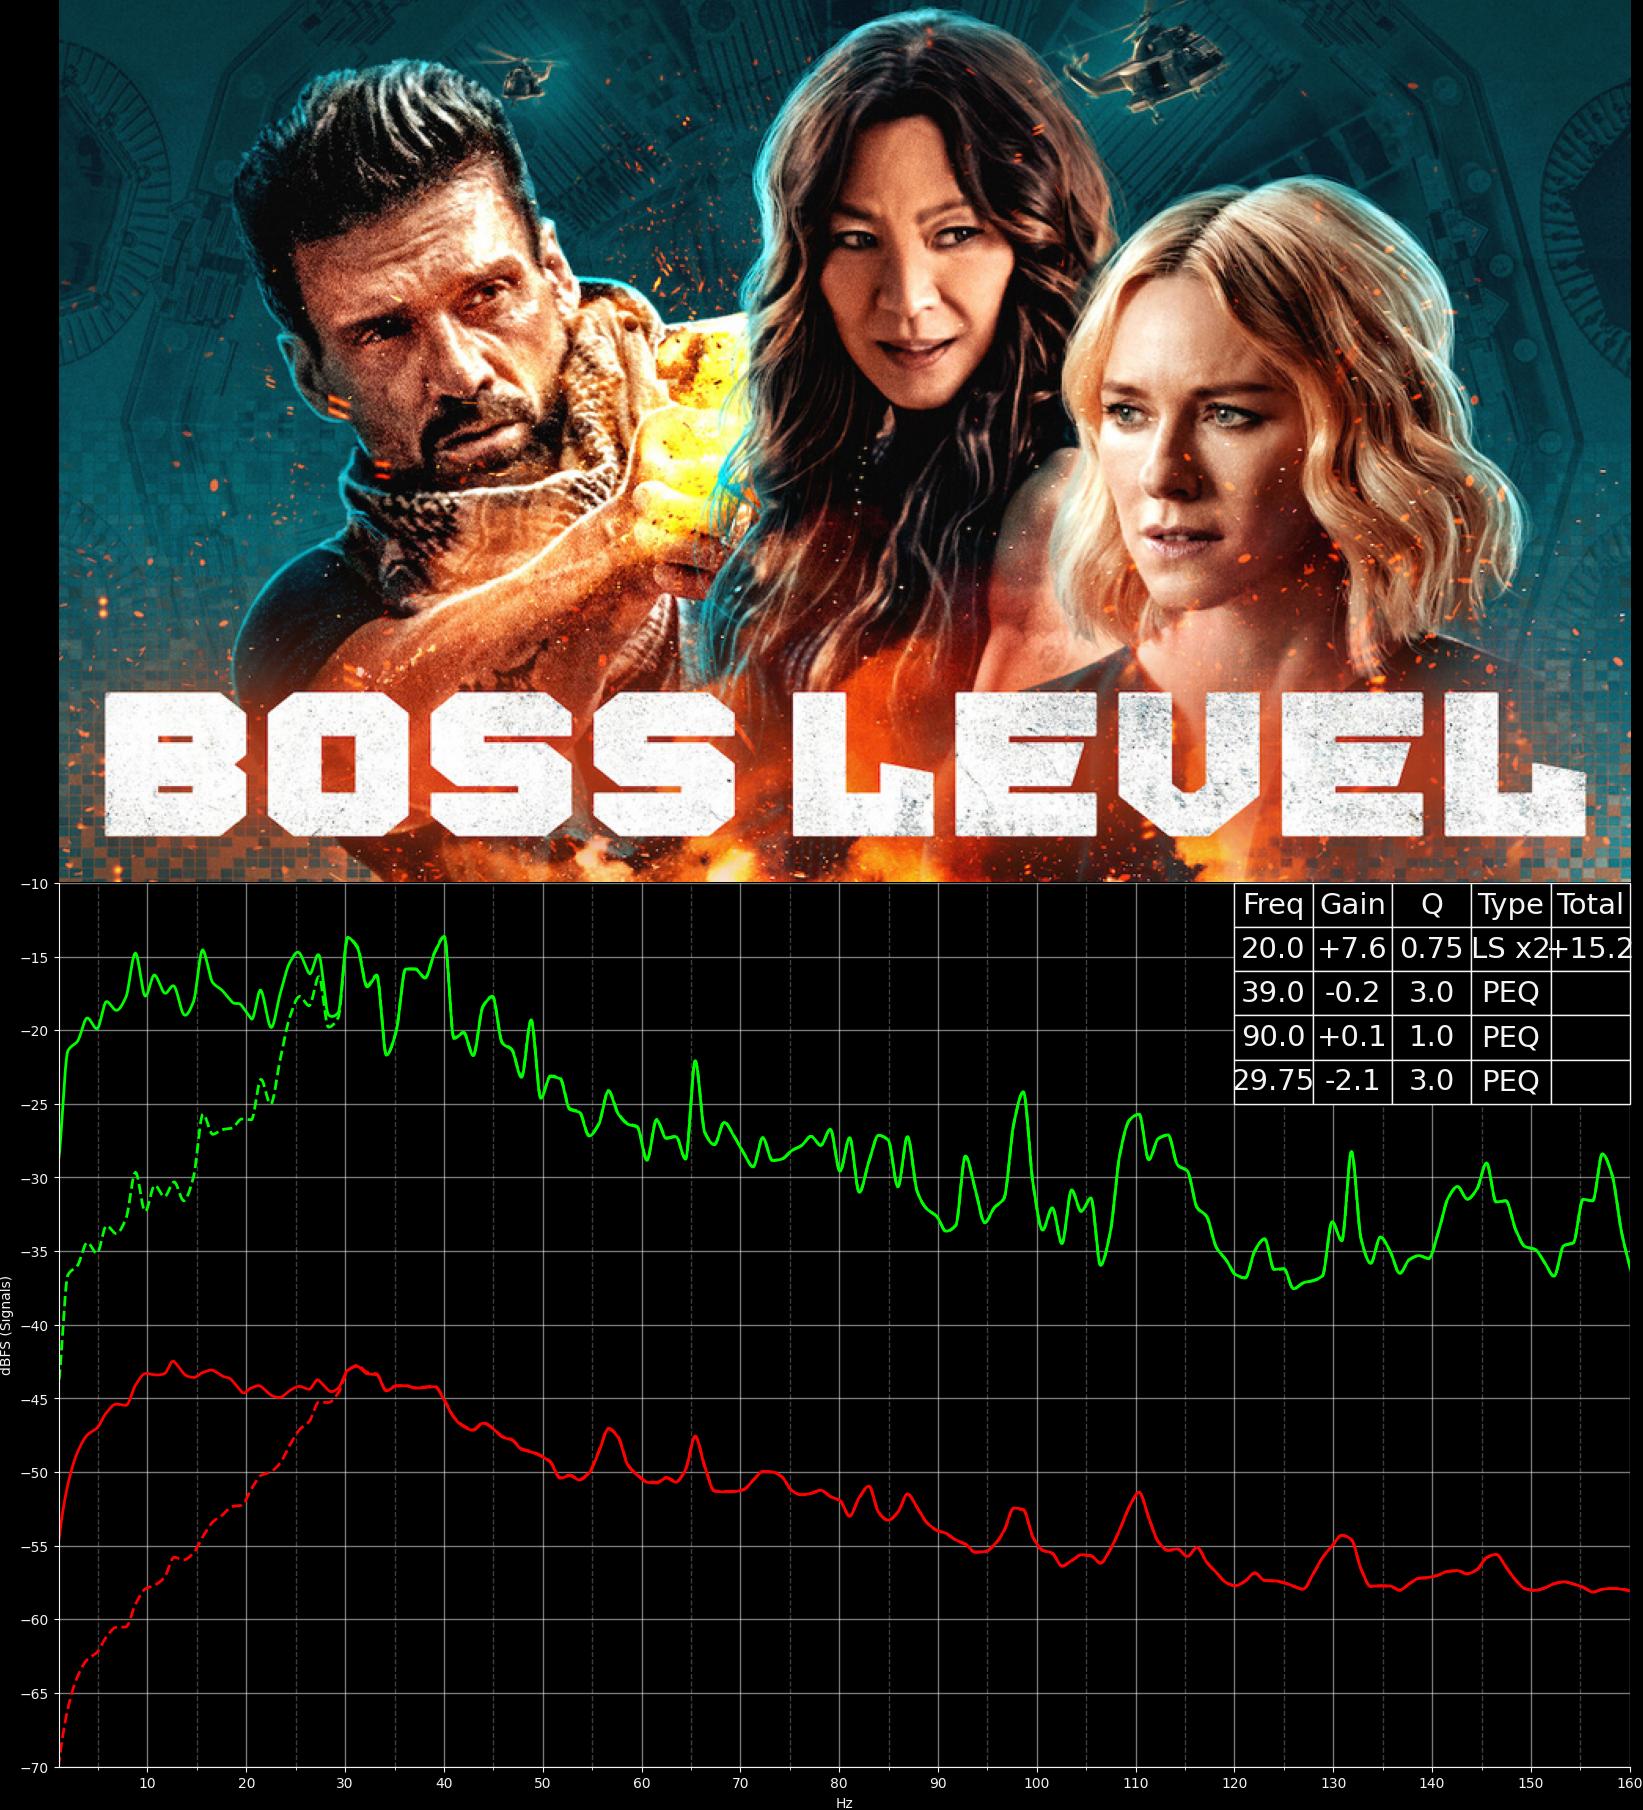 BOSS LEVEL
Freq Gain Q Type Total
20.0 +7.6 0.75 LS x2 +15.2
39.0 -0.2 3.0 PEQ
90.0 +0.1 1.0 PEQ
29.75 -2.1 3.0 PEQ
−10
−15
−20
−25
−30
−35
−40
−45
−50
−55
−60
−65
−70
dBFS (Signals)
10 20 30 40 50 60 70 80 90 100 110 120 130 140 150 160
Hz